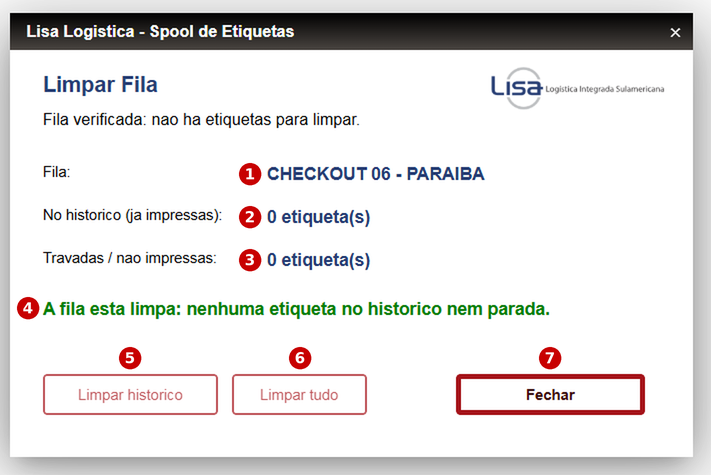 Lisa Logistica - Spool de Etiquetas ×
Limpar Fila
Lisa Logística Integrada Sulamericana
Fila verificada: nao ha etiquetas para limpar.
Fila: 1 CHECKOUT 06 - PARAIBA
No historico (ja impressas): 2 0 etiqueta(s)
Travadas / nao impressas: 3 0 etiqueta(s)
4 A fila esta limpa: nenhuma etiqueta no historico nem parada.
5 6 7
Limpar historico Limpar tudo Fechar